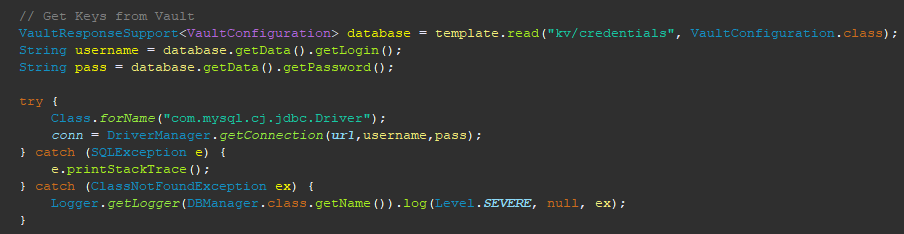 // Get Keys from Vault
VaultResponseSupport<VaultConfiguration> database = template.read("kv/credentials", VaultConfiguration.class);
String username = database.getData().getLogin();
String pass = database.getData().getPassword();
try {
Class.forName("com.mysql.cj.jdbc.Driver");
conn = DriverManager.getConnection(url,username,pass);
} catch (SQLException e) {
e.printStackTrace();
} catch (ClassNotFoundException ex) {
Logger.getLogger(DBManager.class.getName()).log(Level.SEVERE, null, ex);
}